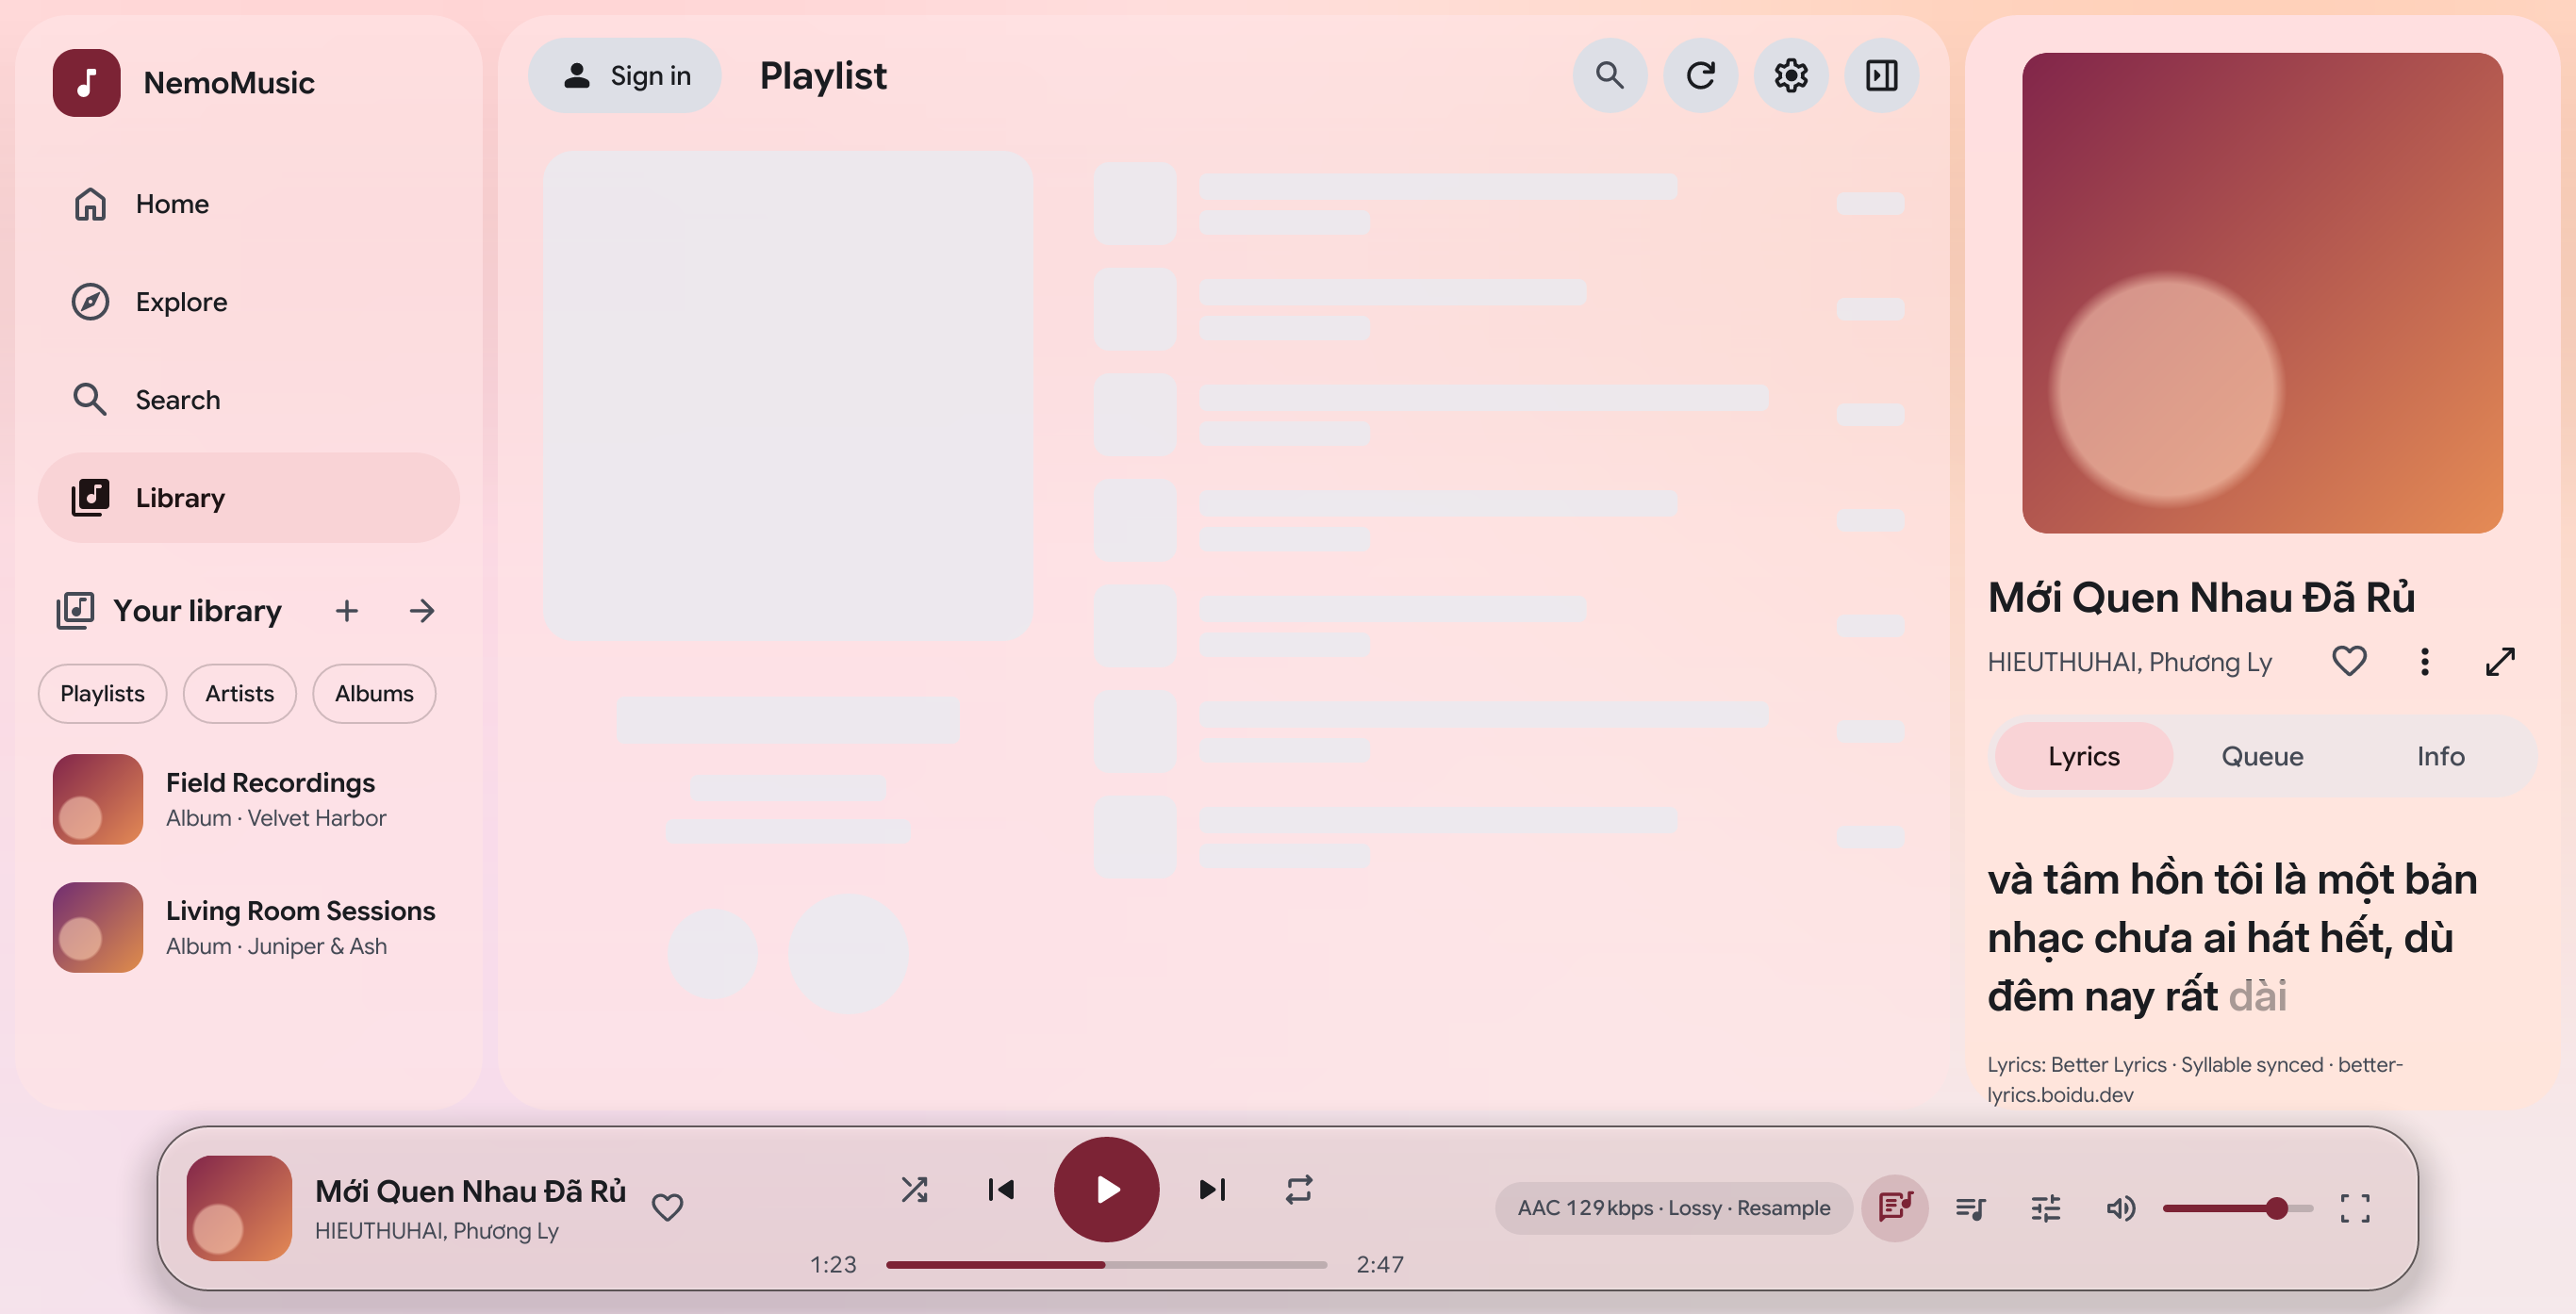 NemoMusic
Home
Explore
Search
Library
Your library
Playlists
Artists
Albums
Field Recordings
Album · Velvet Harbor
Living Room Sessions
Album · Juniper & Ash
Sign in
Playlist
Mới Quen Nhau Đã Rủ
HIEUTHUHAI, Phương Ly
Lyrics
Queue
Info
và tâm hồn tôi là một bản
nhạc chưa ai hát hết, dù
đêm nay rất dài
Lyrics: Better Lyrics · Syllable synced · better-
lyrics.boidu.dev
Mới Quen Nhau Đã Rủ
HIEUTHUHAI, Phương Ly
1:23
2:47
AAC 129 kbps · Lossy · Resample